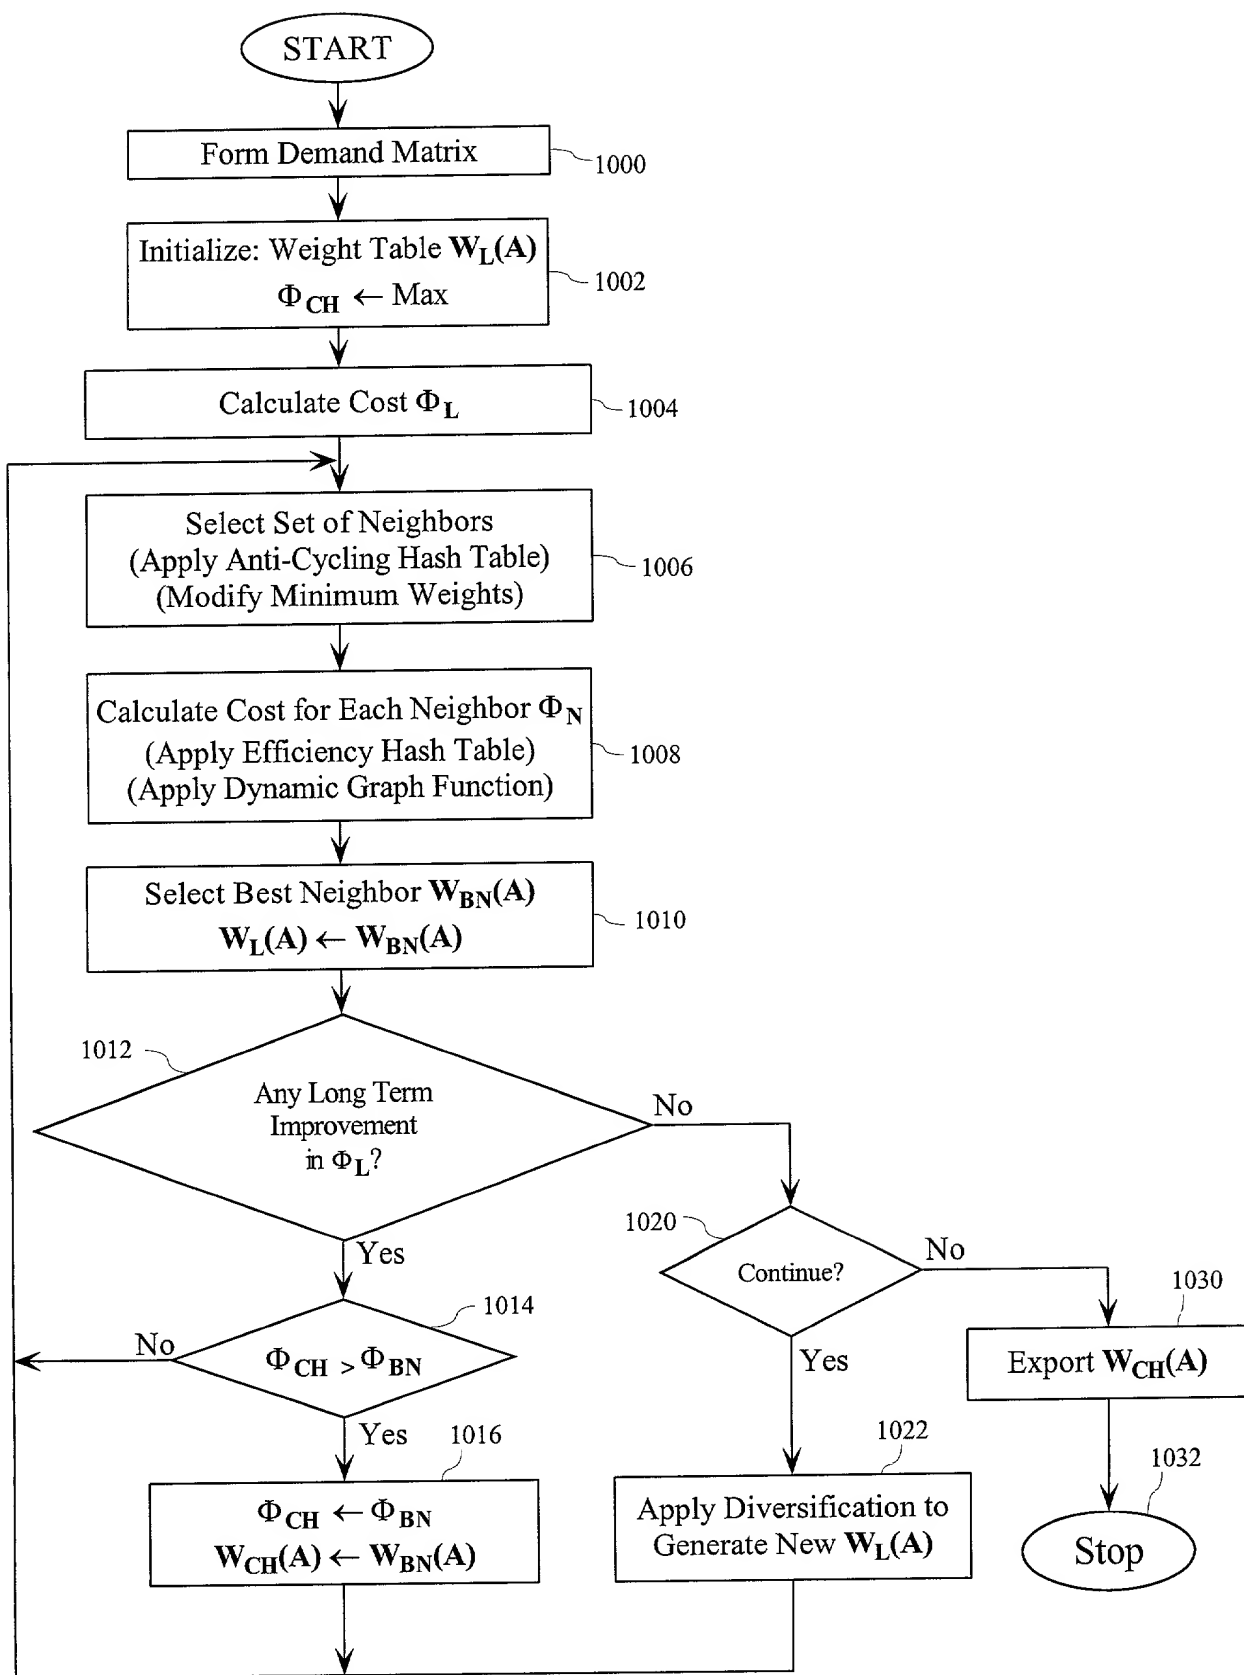 START
Form Demand Matrix
1000
Initialize: Weight Table W_L(A)
Φ_CH ← Max
1002
Calculate Cost Φ_L
1004
Select Set of Neighbors
(Apply Anti-Cycling Hash Table)
(Modify Minimum Weights)
1006
Calculate Cost for Each Neighbor Φ_N
(Apply Efficiency Hash Table)
(Apply Dynamic Graph Function)
1008
Select Best Neighbor W_BN(A)
W_L(A) ← W_BN(A)
1010
1012
Any Long Term
Improvement
in Φ_L?
No
Yes
1020
Continue?
No
Yes
1014
Φ_CH > Φ_BN
No
Yes
1030
Export W_CH(A)
1016
Φ_CH ← Φ_BN
W_CH(A) ← W_BN(A)
1022
Apply Diversification to
Generate New W_L(A)
1032
Stop